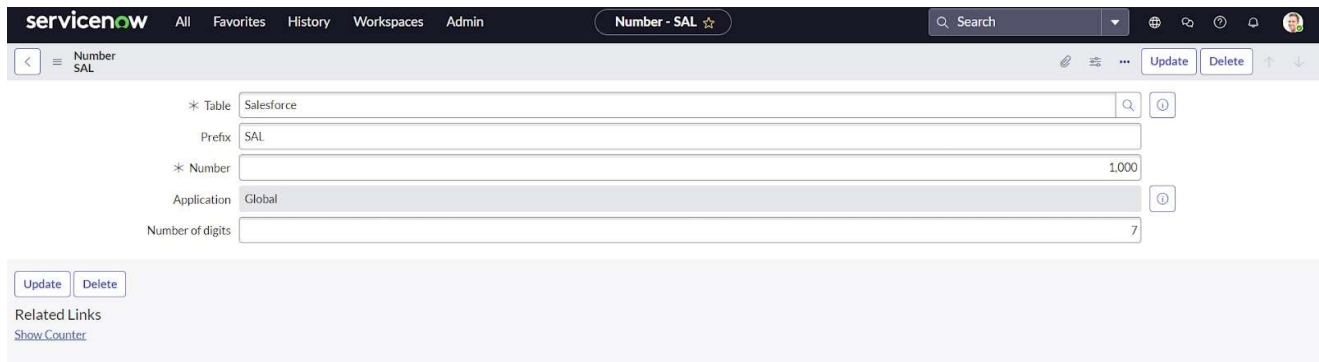 servicenow All Favorites History Workspaces Admin Number - SAL Search
Number
SAL
Update Delete
* Table Salesforce
Prefix SAL
* Number 1,000
Application Global
Number of digits 7
Update Delete
Related Links
Show Counter